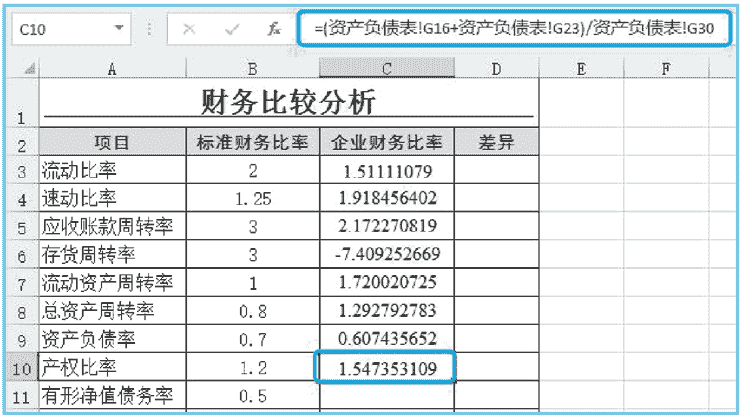 C10 fx =(资产负债表!G16+资产负债表!G23)/资产负债表!G30
A B C D E F
1 财务比较分析
2 项目 标准财务比率 企业财务比率 差异
3 流动比率 2 1.51111079
4 速动比率 1.25 1.918456402
5 应收账款周转率 3 2.172270819
6 存货周转率 3 -7.409252669
7 流动资产周转率 1 1.720020725
8 总资产周转率 0.8 1.292792783
9 资产负债率 0.7 0.607435652
10 产权比率 1.2 1.547353109
11 有形净值债务率 0.5